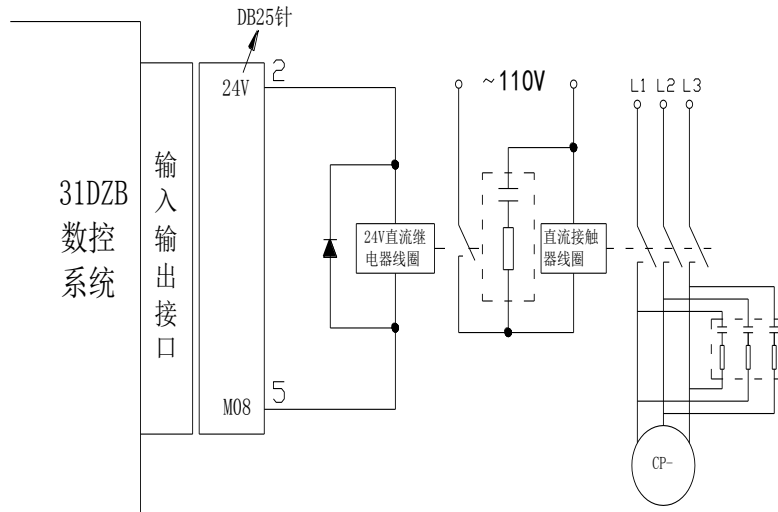 DB25针
31DZB
数控
系统
输
入
输
出
接
口
24V
2
M08
5
24V直流继
电器线圈
~110V
直流接触
器线圈
L1 L2 L3
CP-